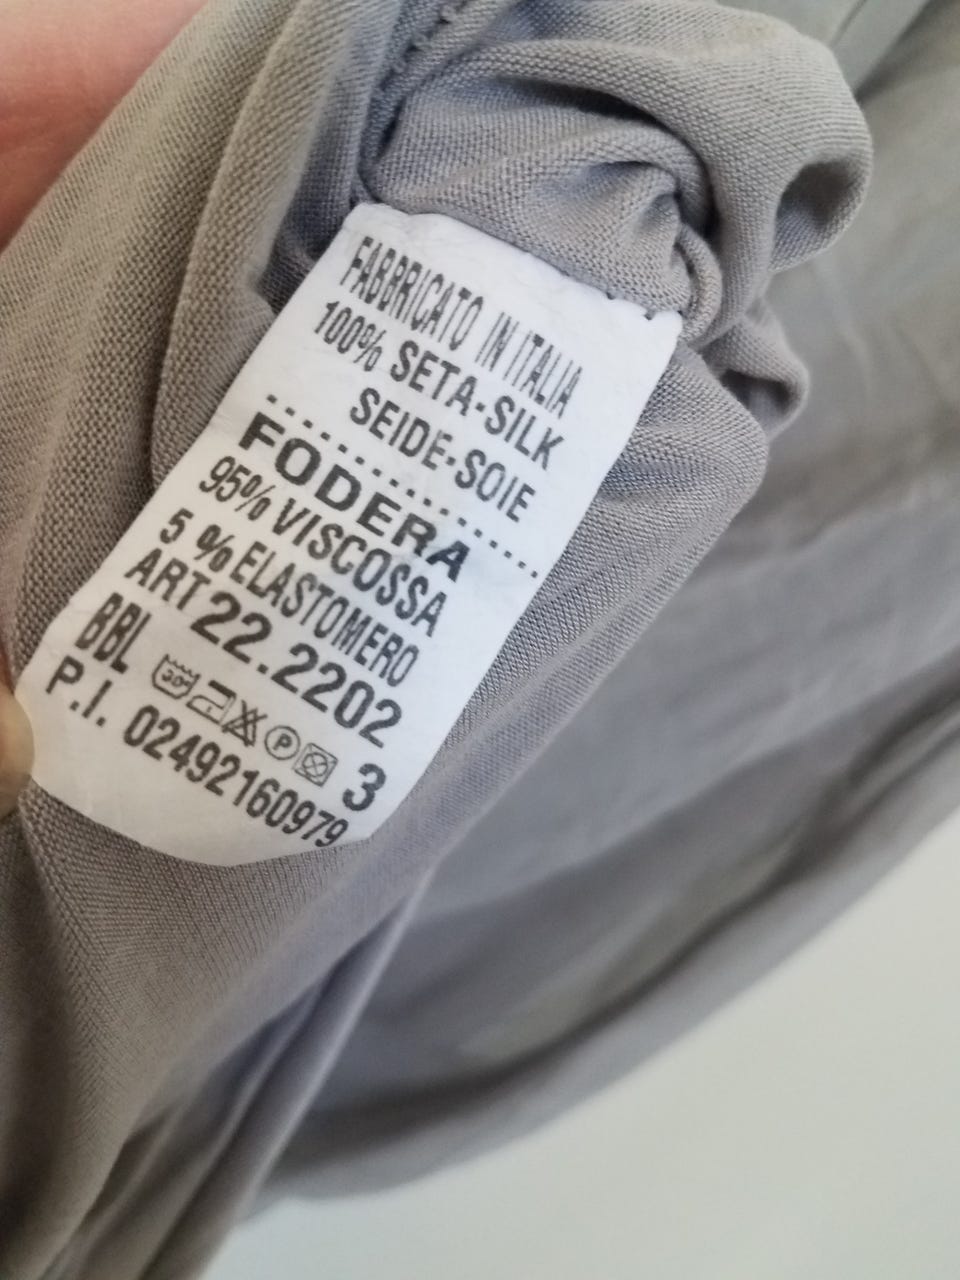 FABBRICATO IN ITALIA
100% SETA-SILK
SEIDE-SOIE
FODERA
95% VISCOSSA
5 % ELASTOMERO
ART 22.2202
BBL 30° P 3
P.I. 02492160979